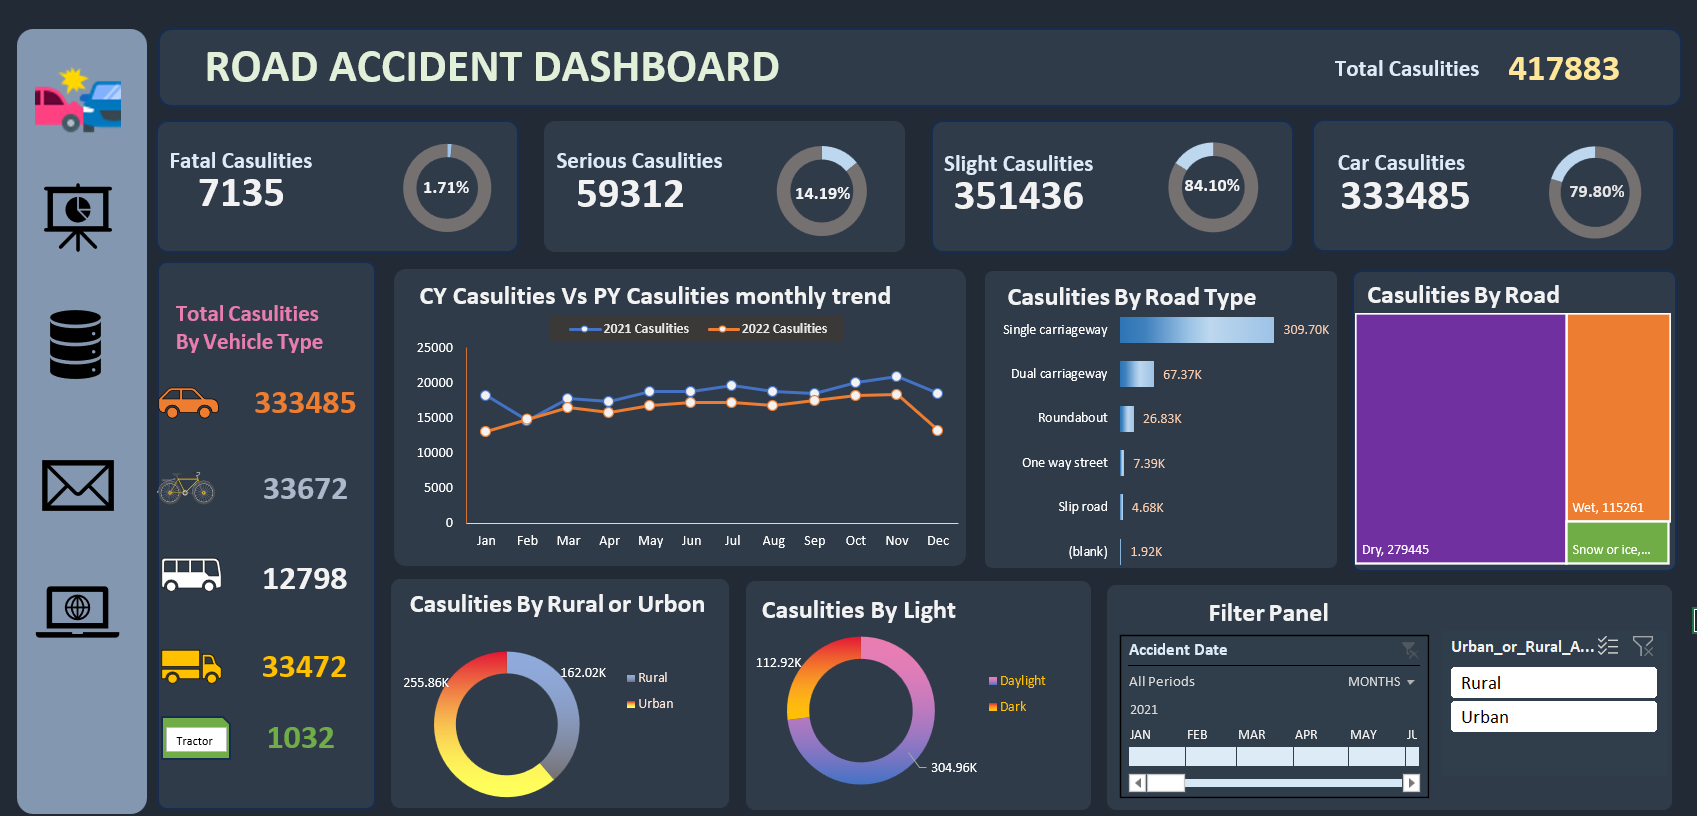 ROAD ACCIDENT DASHBOARD
Total Casulities 417883
Fatal Casulities
7135
1.71%
Serious Casulities
59312
14.19%
Slight Casulities
351436
84.10%
Car Casulities
333485
79.80%
Total Casulities
By Vehicle Type
333485
33672
12798
33472
Tractor
1032
CY Casulities Vs PY Casulities monthly trend
2021 Casulities 2022 Casulities
25000
20000
15000
10000
5000
0
Jan Feb Mar Apr May Jun Jul Aug Sep Oct Nov Dec
Casulities By Road Type
Single carriageway 309.70K
Dual carriageway 67.37K
Roundabout 26.83K
One way street 7.39K
Slip road 4.68K
(blank) 1.92K
Casulities By Road
Dry, 279445
Wet, 115261
Snow or ice,...
Casulities By Rural or Urbon
255.86K
162.02K
Rural
Urban
Casulities By Light
112.92K
304.96K
Daylight
Dark
Filter Panel
Accident Date
All Periods MONTHS
2021
JAN FEB MAR APR MAY JU
Urban_or_Rural_A...
Rural
Urban